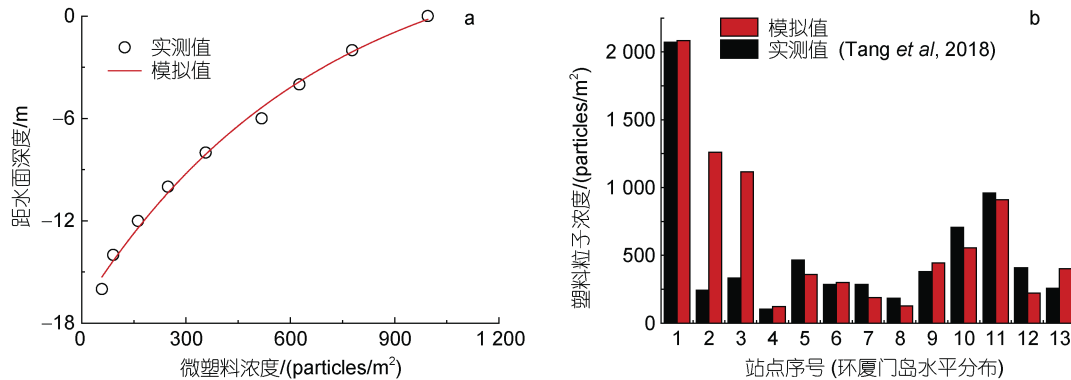 a
0
−6
−12
−18
距水面深度/m
实测值
模拟值
0
300
600
900
1 200
微塑料浓度/(particles/m²)
b
模拟值
实测值 (Tang et al, 2018)
2 000
1 500
1 000
500
0
塑料粒子浓度/(particles/m²)
1 2 3 4 5 6 7 8 9 10 11 12 13
站点序号 (环厦门岛水平分布)